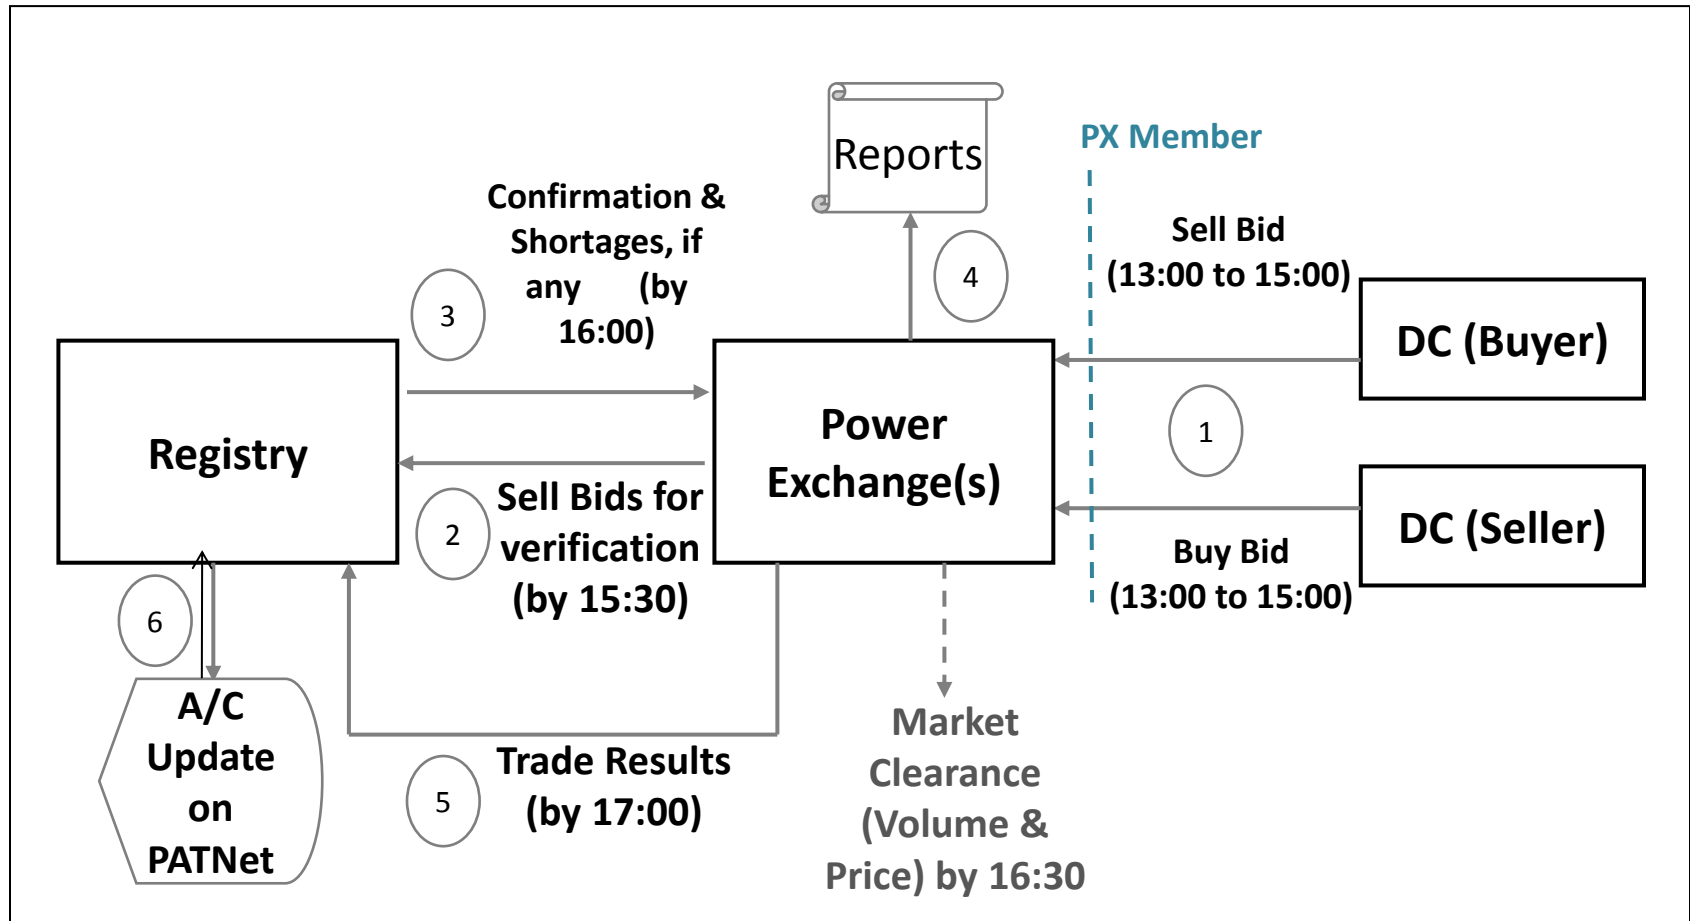 Reports
PX Member
Confirmation &
Shortages, if
any (by
16:00)
3
4
Sell Bid
(13:00 to 15:00)
DC (Buyer)
Registry
Power
Exchange(s)
1
2
Sell Bids for
verification
(by 15:30)
DC (Seller)
Buy Bid
(13:00 to 15:00)
6
A/C
Update
on
PATNet
5
Trade Results
(by 17:00)
Market
Clearance
(Volume &
Price) by 16:30